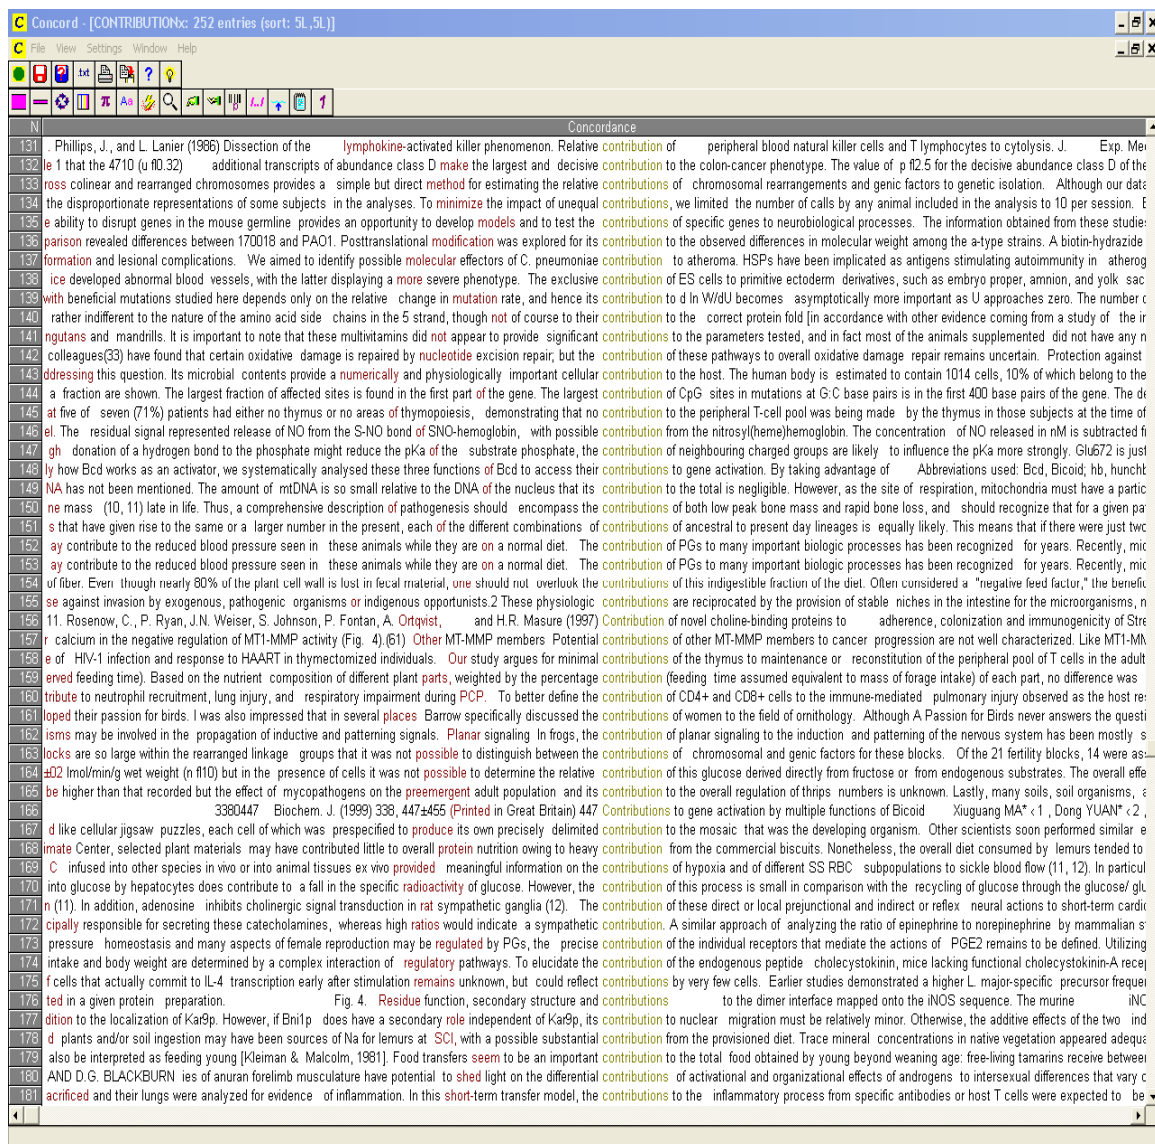 C Concord - [CONTRIBUTIONx: 252 entries (sort: 5L,5L)]
C File View Settings Window Help
.txt ?
π Aa
N Concordance
131 . Phillips, J., and L. Lanier (1986) Dissection of the lymphokine-activated killer phenomenon. Relative contribution of peripheral blood natural killer cells and T lymphocytes to cytolysis. J. Exp. Me
132 le 1 that the 4710 (u fl0.32) additional transcripts of abundance class D make the largest and decisive contribution to the colon-cancer phenotype. The value of p fl2.5 for the decisive abundance class D of the
133 ross colinear and rearranged chromosomes provides a simple but direct method for estimating the relative contributions of chromosomal rearrangements and genic factors to genetic isolation. Although our data
134 the disproportionate representations of some subjects in the analyses. To minimize the impact of unequal contributions, we limited the number of calls by any animal included in the analysis to 10 per session. E
135 e ability to disrupt genes in the mouse germline provides an opportunity to develop models and to test the contributions of specific genes to neurobiological processes. The information obtained from these studie
136 parison revealed differences between 170018 and PAO1. Posttranslational modification was explored for its contribution to the observed differences in molecular weight among the a-type strains. A biotin-hydrazide
137 formation and lesional complications. We aimed to identify possible molecular effectors of C. pneumoniae contribution to atheroma. HSPs have been implicated as antigens stimulating autoimmunity in atherog
138 ice developed abnormal blood vessels, with the latter displaying a more severe phenotype. The exclusive contribution of ES cells to primitive ectoderm derivatives, such as embryo proper, amnion, and yolk sac
139 with beneficial mutations studied here depends only on the relative change in mutation rate, and hence its contribution to d ln W/dU becomes asymptotically more important as U approaches zero. The number o
140 rather indifferent to the nature of the amino acid side chains in the 5 strand, though not of course to their contribution to the correct protein fold [in accordance with other evidence coming from a study of the in
141 ngutans and mandrills. It is important to note that these multivitamins did not appear to provide significant contributions to the parameters tested, and in fact most of the animals supplemented did not have any n
142 colleagues(33) have found that certain oxidative damage is repaired by nucleotide excision repair; but the contribution of these pathways to overall oxidative damage repair remains uncertain. Protection against
143 ddressing this question. Its microbial contents provide a numerically and physiologically important cellular contribution to the host. The human body is estimated to contain 1014 cells, 10% of which belong to the
144 a fraction are shown. The largest fraction of affected sites is found in the first part of the gene. The largest contribution of CpG sites in mutations at G:C base pairs is in the first 400 base pairs of the gene. The de
145 at five of seven (71%) patients had either no thymus or no areas of thymopoiesis, demonstrating that no contribution to the peripheral T-cell pool was being made by the thymus in those subjects at the time of
146 el. The residual signal represented release of NO from the S-NO bond of SNO-hemoglobin, with possible contribution from the nitrosyl(heme)hemoglobin. The concentration of NO released in nM is subtracted fr
147 gh donation of a hydrogen bond to the phosphate might reduce the pKa of the substrate phosphate, the contribution of neighbouring charged groups are likely to influence the pKa more strongly. Glu672 is just
148 ly how Bcd works as an activator, we systematically analysed these three functions of Bcd to access their contributions to gene activation. By taking advantage of Abbreviations used: Bcd, Bicoid; hb, hunchb
149 NA has not been mentioned. The amount of mtDNA is so small relative to the DNA of the nucleus that its contribution to the total is negligible. However, as the site of respiration, mitochondria must have a partic
150 ne mass (10, 11) late in life. Thus, a comprehensive description of pathogenesis should encompass the contributions of both low peak bone mass and rapid bone loss, and should recognize that for a given pa
151 s that have given rise to the same or a larger number in the present, each of the different combinations of contributions of ancestral to present day lineages is equally likely. This means that if there were just two
152 ay contribute to the reduced blood pressure seen in these animals while they are on a normal diet. The contribution of PGs to many important biologic processes has been recognized for years. Recently, mic
153 ay contribute to the reduced blood pressure seen in these animals while they are on a normal diet. The contribution of PGs to many important biologic processes has been recognized for years. Recently, mic
154 of fiber. Even though nearly 80% of the plant cell wall is lost in fecal material, one should not overlook the contributions of this indigestible fraction of the diet. Often considered a "negative feed factor," the benefic
155 se against invasion by exogenous, pathogenic organisms or indigenous opportunists.2 These physiologic contributions are reciprocated by the provision of stable niches in the intestine for the microorganisms, n
156 11. Rosenow, C., P. Ryan, J.N. Weiser, S. Johnson, P. Fontan, A. Ortqvist, and H.R. Masure (1997) Contribution of novel choline-binding proteins to adherence, colonization and immunogenicity of Stre
157 r calcium in the negative regulation of MT1-MMP activity (Fig. 4).(61) Other MT-MMP members Potential contributions of other MT-MMP members to cancer progression are not well characterized. Like MT1-MM
158 e of HIV-1 infection and response to HAART in thymectomized individuals. Our study argues for minimal contributions of the thymus to maintenance or reconstitution of the peripheral pool of T cells in the adult
159 erved feeding time). Based on the nutrient composition of different plant parts, weighted by the percentage contribution (feeding time assumed equivalent to mass of forage intake) of each part, no difference was
160 tribute to neutrophil recruitment, lung injury, and respiratory impairment during PCP. To better define the contributions of CD4+ and CD8+ cells to the immune-mediated pulmonary injury observed as the host res
161 loped their passion for birds. I was also impressed that in several places Barrow specifically discussed the contributions of women to the field of ornithology. Although A Passion for Birds never answers the questi
162 isms may be involved in the propagation of inductive and patterning signals. Planar signaling In frogs, the contribution of planar signaling to the induction and patterning of the nervous system has been mostly s
163 locks are so large within the rearranged linkage groups that it was not possible to distinguish between the contributions of chromosomal and genic factors for these blocks. Of the 21 fertility blocks, 14 were as
164 ±02 lmol/min/g wet weight (n fl10) but in the presence of cells it was not possible to determine the relative contribution of this glucose derived directly from fructose or from endogenous substrates. The overall effe
165 be higher than that recorded but the effect of mycopathogens on the preemergent adult population and its contribution to the overall regulation of thrips numbers is unknown. Lastly, many soils, soil organisms, a
166 3380447 Biochem. J. (1999) 338, 447±455 (Printed in Great Britain) 447 Contributions to gene activation by multiple functions of Bicoid Xiuguang MA* ‹ 1 , Dong YUAN* ‹ 2 ,
167 d like cellular jigsaw puzzles, each cell of which was prespecified to produce its own precisely delimited contribution to the mosaic that was the developing organism. Other scientists soon performed similar e
168 imate Center, selected plant materials may have contributed little to overall protein nutrition owing to heavy contribution from the commercial biscuits. Nonetheless, the overall diet consumed by lemurs tended to
169 C infused into other species in vivo or into animal tissues ex vivo provided meaningful information on the contributions of hypoxia and of different SS RBC subpopulations to sickle blood flow (11, 12). In particul
170 into glucose by hepatocytes does contribute to a fall in the specific radioactivity of glucose. However, the contribution of this process is small in comparison with the recycling of glucose through the glucose/ glu
171 n (11). In addition, adenosine inhibits cholinergic signal transduction in rat sympathetic ganglia (12). The contribution of these direct or local prejunctional and indirect or reflex neural actions to short-term cardic
172 cipally responsible for secreting these catecholamines, whereas high ratios would indicate a sympathetic contribution. A similar approach of analyzing the ratio of epinephrine to norepinephrine by mammalian s
173 pressure homeostasis and many aspects of female reproduction may be regulated by PGs, the precise contribution of the individual receptors that mediate the actions of PGE2 remains to be defined. Utilizing
174 intake and body weight are determined by a complex interaction of regulatory pathways. To elucidate the contribution of the endogenous peptide cholecystokinin, mice lacking functional cholecystokinin-A rece
175 f cells that actually commit to IL-4 transcription early after stimulation remains unknown, but could reflect contributions by very few cells. Earlier studies demonstrated a higher L. major-specific precursor frequen
176 ted in a given protein preparation. Fig. 4. Residue function, secondary structure and contributions to the dimer interface mapped onto the iNOS sequence. The murine iNO
177 dition to the localization of Kar9p. However, if Bni1p does have a secondary role independent of Kar9p, its contribution to nuclear migration must be relatively minor. Otherwise, the additive effects of the two ind
178 d plants and/or soil ingestion may have been sources of Na for lemurs at SCI, with a possible substantial contribution from the provisioned diet. Trace mineral concentrations in native vegetation appeared adequa
179 also be interpreted as feeding young [Kleiman & Malcolm, 1981]. Food transfers seem to be an important contribution to the total food obtained by young beyond weaning age: free-living tamarins receive between
180 AND D.G. BLACKBURN ies of anuran forelimb musculature have potential to shed light on the differential contributions of activational and organizational effects of androgens to intersexual differences that vary c
181 acrificed and their lungs were analyzed for evidence of inflammation. In this short-term transfer model, the contributions to the inflammatory process from specific antibodies or host T cells were expected to be